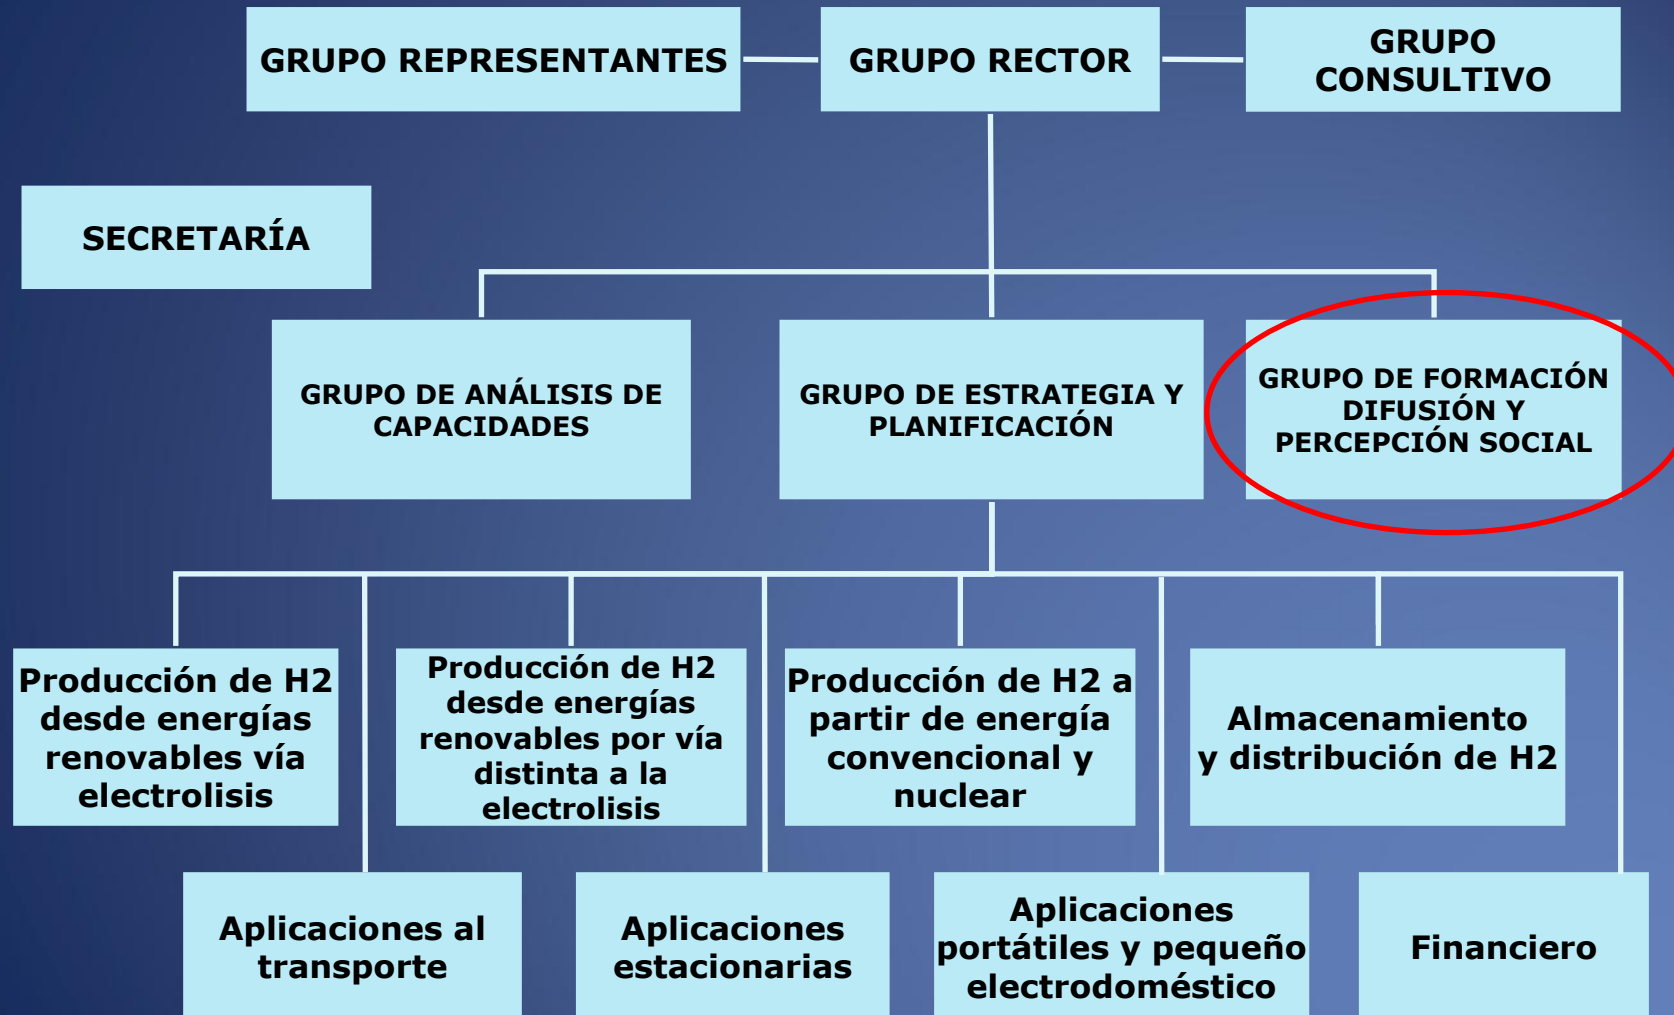 GRUPO REPRESENTANTES
GRUPO RECTOR
GRUPO
CONSULTIVO
SECRETARÍA
GRUPO DE ANÁLISIS DE
CAPACIDADES
GRUPO DE ESTRATEGIA Y
PLANIFICACIÓN
GRUPO DE FORMACIÓN
DIFUSIÓN Y
PERCEPCIÓN SOCIAL
Producción de H2
desde energías
renovables vía
electrolisis
Producción de H2
desde energías
renovables por vía
distinta a la
electrolisis
Producción de H2 a
partir de energía
convencional y
nuclear
Almacenamiento
y distribución de H2
Aplicaciones al
transporte
Aplicaciones
estacionarias
Aplicaciones
portátiles y pequeño
electrodoméstico
Financiero